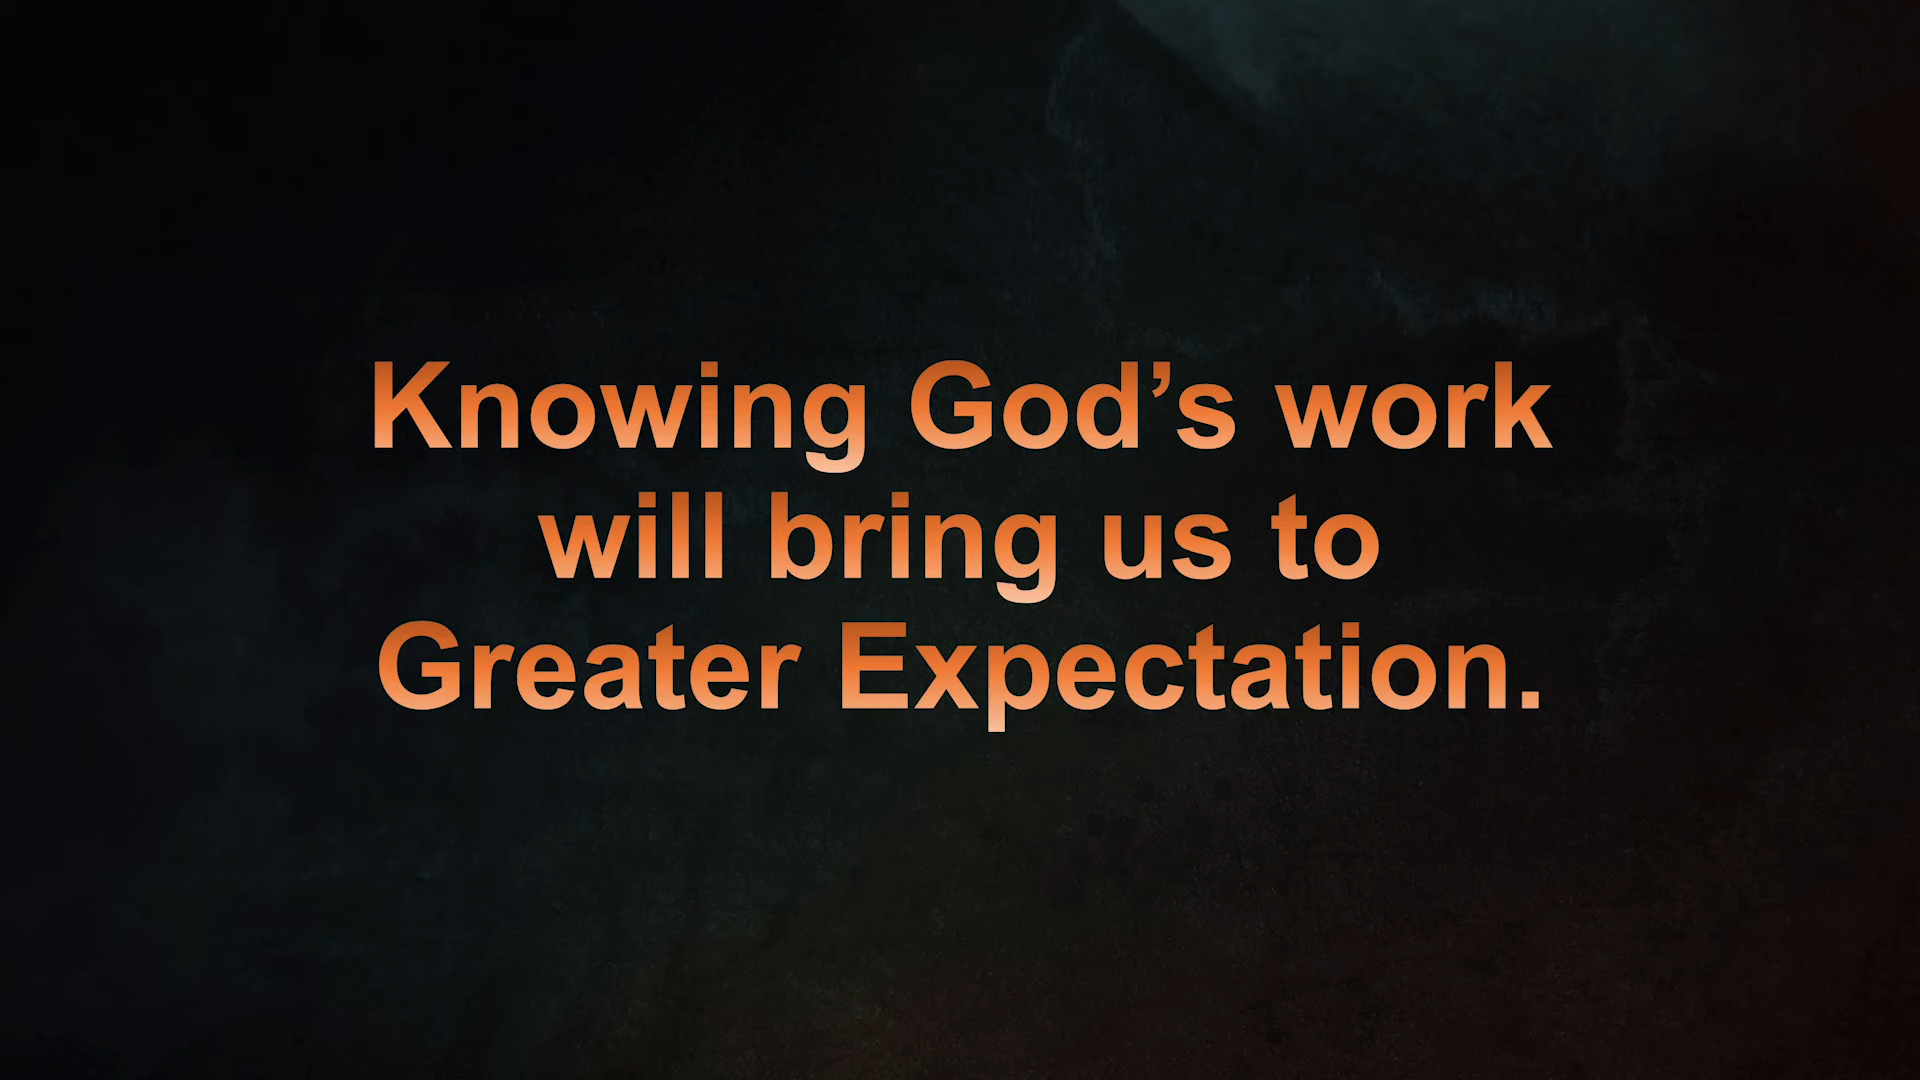 Knowing God’s work
will bring us to
Greater Expectation.